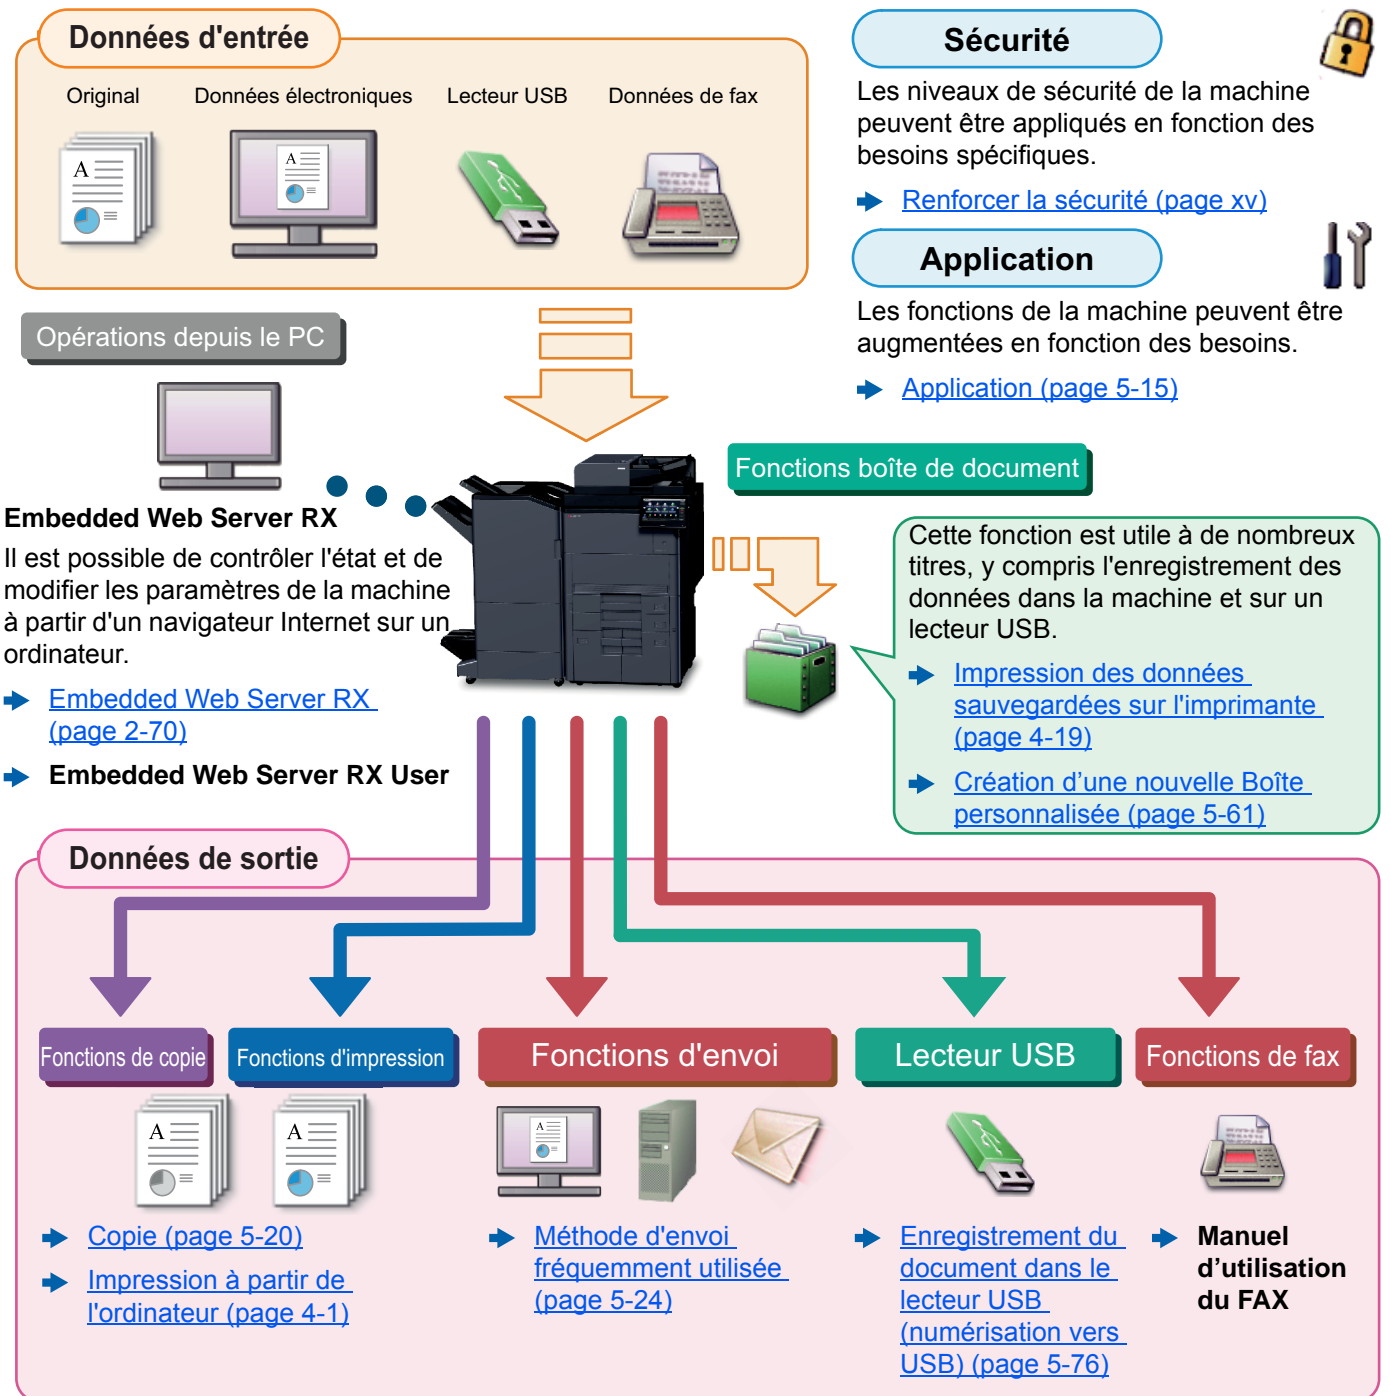 Données d'entrée
Original
Données électroniques
Lecteur USB
Données de fax
Sécurité
Les niveaux de sécurité de la machine
peuvent être appliqués en fonction des
besoins spécifiques.
Renforcer la sécurité (page xv)
Application
Les fonctions de la machine peuvent être
augmentées en fonction des besoins.
Application (page 5-15)
Opérations depuis le PC
Embedded Web Server RX
Il est possible de contrôler l'état et de
modifier les paramètres de la machine
à partir d'un navigateur Internet sur un
ordinateur.
Embedded Web Server RX
(page 2-70)
Embedded Web Server RX User
Fonctions boîte de document
Cette fonction est utile à de nombreux
titres, y compris l'enregistrement des
données dans la machine et sur un
lecteur USB.
Impression des données
sauvegardées sur l'imprimante
(page 4-19)
Création d’une nouvelle Boîte
personnalisée (page 5-61)
Données de sortie
Fonctions de copie
Fonctions d'impression
Fonctions d'envoi
Lecteur USB
Fonctions de fax
Copie (page 5-20)
Impression à partir de
l'ordinateur (page 4-1)
Méthode d'envoi
fréquemment utilisée
(page 5-24)
Enregistrement du
document dans le
lecteur USB
(numérisation vers
USB) (page 5-76)
Manuel
d’utilisation
du FAX